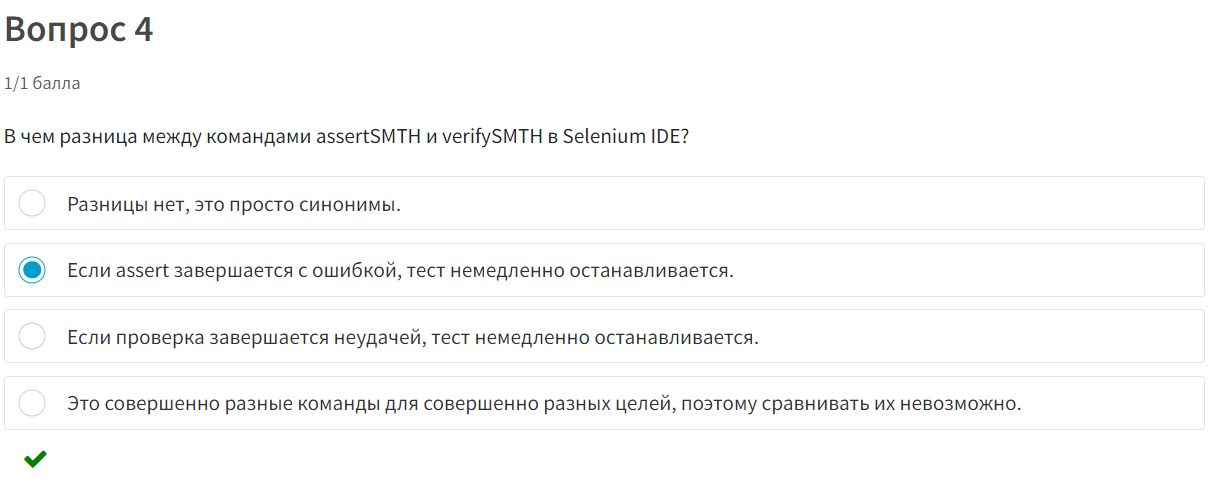 Вопрос 4
1/1 балла
В чем разница между командами assertSMTH и verifySMTH в Selenium IDE?
Разницы нет, это просто синонимы.
Если assert завершается с ошибкой, тест немедленно останавливается.
Если проверка завершается неудачей, тест немедленно останавливается.
Это совершенно разные команды для совершенно разных целей, поэтому сравнивать их невозможно.